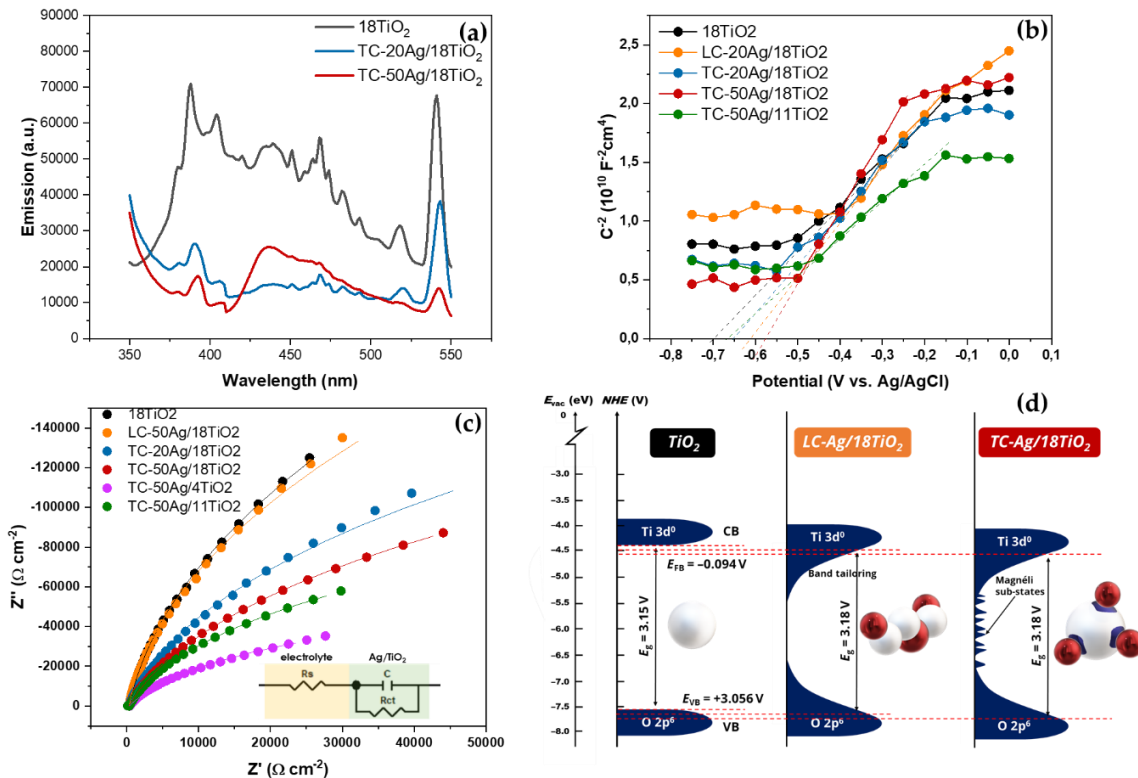 (a)
18TiO₂
TC-20Ag/18TiO₂
TC-50Ag/18TiO₂
90000
80000
70000
60000
50000
40000
30000
20000
10000
0
Emission (a.u.)
350
400
450
500
550
Wavelength (nm)
(b)
18TiO2
LC-20Ag/18TiO2
TC-20Ag/18TiO2
TC-50Ag/18TiO2
TC-50Ag/11TiO2
2,5
2,0
1,5
1,0
0,5
0,0
C⁻² (10¹⁰ F⁻²cm⁴)
-0,8
-0,7
-0,6
-0,5
-0,4
-0,3
-0,2
-0,1
0,0
0,1
Potential (V vs. Ag/AgCl)
(c)
18TiO2
LC-50Ag/18TiO2
TC-20Ag/18TiO2
TC-50Ag/18TiO2
TC-50Ag/4TiO2
TC-50Ag/11TiO2
-140000
-120000
-100000
-80000
-60000
-40000
-20000
0
Z'' (Ω cm⁻²)
electrolyte
Ag/TiO₂
Rs
C
Rct
0
10000
20000
30000
40000
50000
Z' (Ω cm⁻²)
(d)
Evac (eV)
NHE (V)
0
-3.0
-4.0
-4.5
-5.0
-5.5
-6.0
-6.5
-7.0
-7.5
-8.0
TiO₂
Ti 3d⁰
CB
E_FB = –0.094 V
E_g = 3.15 V
E_VB = +3.056 V
O 2p⁶
VB
LC-Ag/18TiO₂
Ti 3d⁰
Band tailoring
E_g = 3.18 V
O 2p⁶
TC-Ag/18TiO₂
Ti 3d⁰
Magnéli
sub-states
E_g = 3.18 V
O 2p⁶